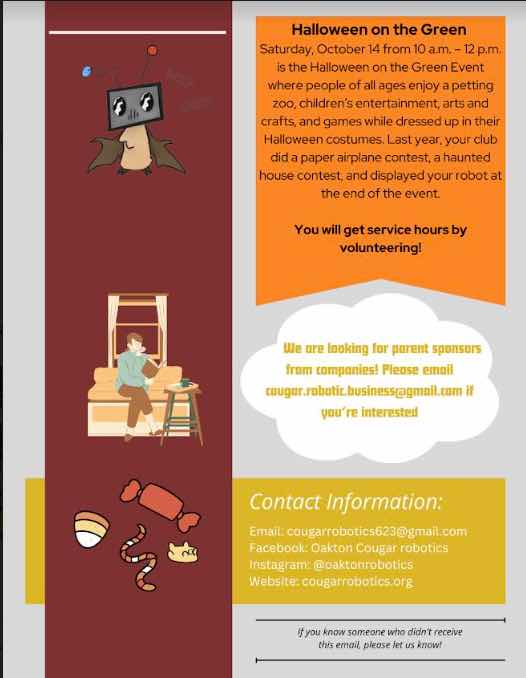 Halloween on the Green
Saturday, October 14 from 10 a.m. – 12 p.m.
is the Halloween on the Green Event
where people of all ages enjoy a petting
zoo, children's entertainment, arts and
crafts, and games while dressed up in their
Halloween costumes. Last year, your club
did a paper airplane contest, a haunted
house contest, and displayed your robot at
the end of the event.
You will get service hours by
volunteering!
We are looking for parent sponsors
from companies! Please email
cougar.robotic.business@gmail.com if
you're interested
Contact Information:
Email: cougarrobotics623@gmail.com
Facebook: Oakton Cougar robotics
Instagram: @oaktonrobotics
Website: cougarrobotics.org
If you know someone who didn't receive
this email, please let us know!